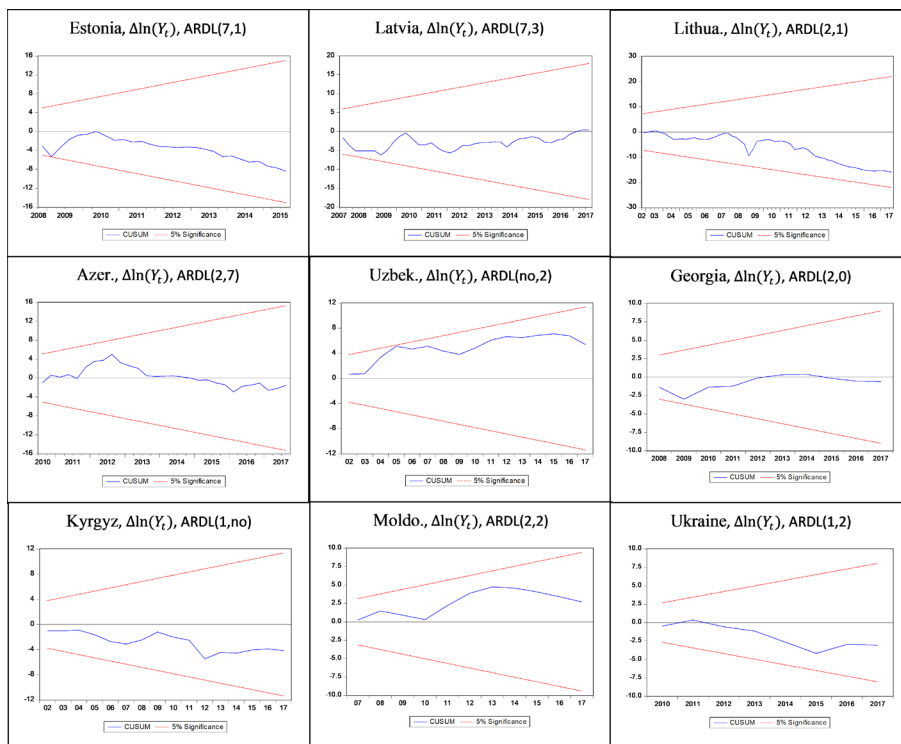 Estonia, Δln(Yₜ), ARDL(7,1)
16
12
8
4
0
-4
-8
-12
-16
2008 2009 2010 2011 2012 2013 2014 2015
CUSUM 5% Significance
Latvia, Δln(Yₜ), ARDL(7,3)
20
15
10
5
0
-5
-10
-15
-20
2007 2008 2009 2010 2011 2012 2013 2014 2015 2016 2017
CUSUM 5% Significance
Lithua., Δln(Yₜ), ARDL(2,1)
30
20
10
0
-10
-20
-30
02 03 04 05 06 07 08 09 10 11 12 13 14 15 16 17
CUSUM 5% Significance
Azer., Δln(Yₜ), ARDL(2,7)
16
12
8
4
0
-4
-8
-12
-16
2010 2011 2012 2013 2014 2015 2016 2017
CUSUM 5% Significance
Uzbek., Δln(Yₜ), ARDL(no,2)
12
8
4
0
-4
-8
-12
02 03 04 05 06 07 08 09 10 11 12 13 14 15 16 17
CUSUM 5% Significance
Georgia, Δln(Yₜ), ARDL(2,0)
10.0
7.5
5.0
2.5
0.0
-2.5
-5.0
-7.5
-10.0
2008 2009 2010 2011 2012 2013 2014 2015 2016 2017
CUSUM 5% Significance
Kyrgyz, Δln(Yₜ), ARDL(1,no)
12
8
4
0
-4
-8
-12
02 03 04 05 06 07 08 09 10 11 12 13 14 15 16 17
CUSUM 5% Significance
Moldo., Δln(Yₜ), ARDL(2,2)
10.0
7.5
5.0
2.5
0.0
-2.5
-5.0
-7.5
-10.0
07 08 09 10 11 12 13 14 15 16 17
CUSUM 5% Significance
Ukraine, Δln(Yₜ), ARDL(1,2)
10.0
7.5
5.0
2.5
0.0
-2.5
-5.0
-7.5
-10.0
2010 2011 2012 2013 2014 2015 2016 2017
CUSUM 5% Significance